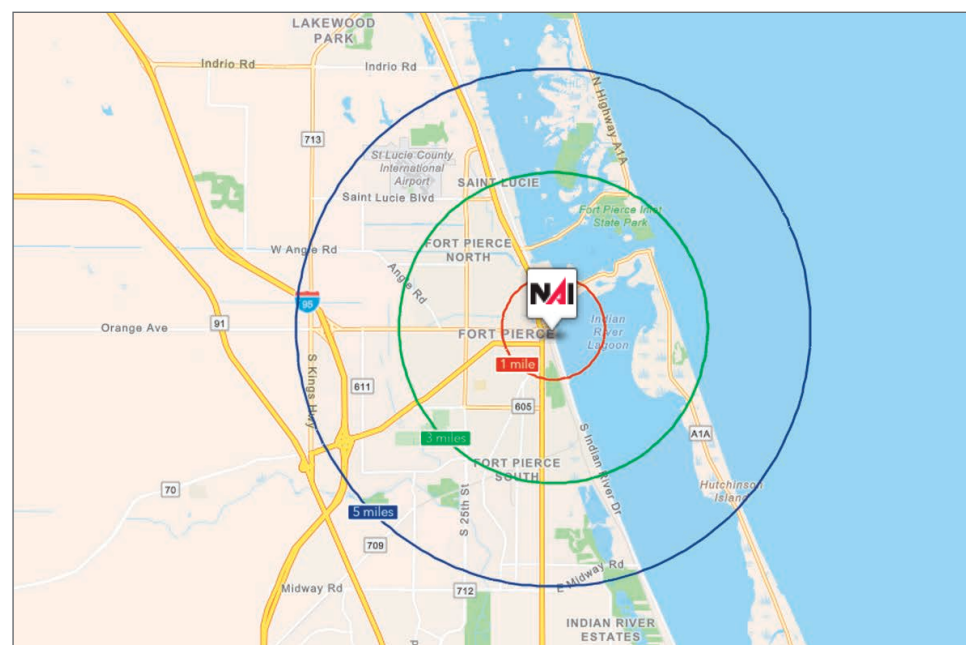 LAKEWOOD
PARK
Indrio Rd
Indrio Rd
N Highway A1A
713
St Lucie County
International
Airport
SAINT LUCIE
Saint Lucie Blvd
Fort Pierce Inlet
State Park
FORT PIERCE
NORTH
W Angle Rd
Angle Rd
NAI
95
Indian
River
Lagoon
Orange Ave
91
FORT PIERCE
1 mile
S Kings Hwy
611
605
3 miles
A1A
S Indian River Dr
FORT PIERCE
SOUTH
Hutchinson
Island
70
S 25th St
5 miles
709
Midway Rd
712
E Midway Rd
INDIAN RIVER
ESTATES